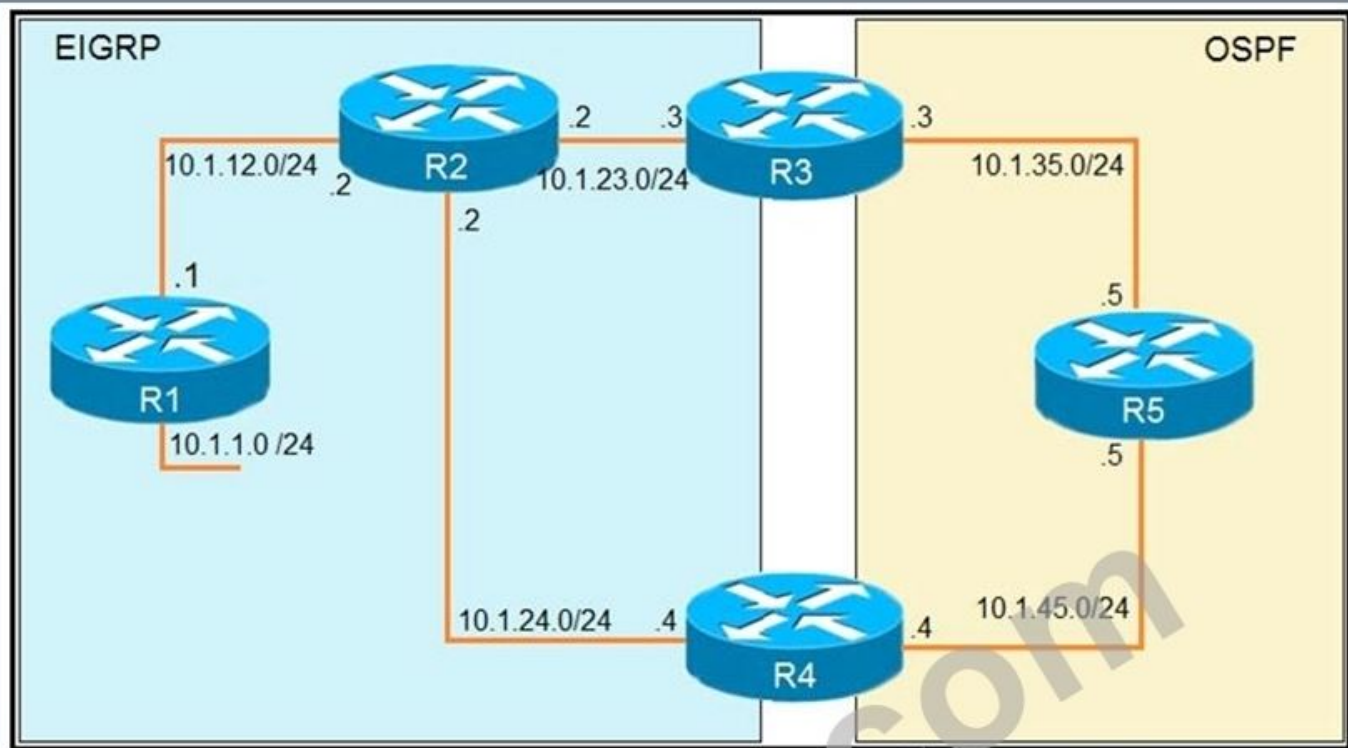 EIGRP
OSPF
.2
.3
.3
10.1.12.0/24
R2
10.1.23.0/24
R3
10.1.35.0/24
.2
.2
.1
.5
R1
R5
10.1.1.0 /24
.5
10.1.24.0/24
.4
.4
10.1.45.0/24
R4
com